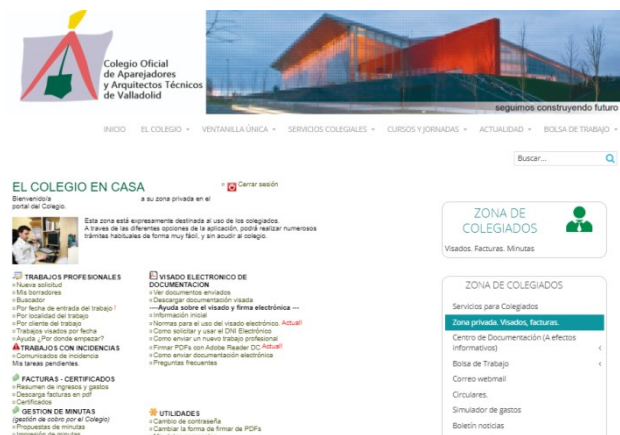 Colegio Oficial
de Aparejadores
y Arquitectos Técnicos
de Valladolid
seguimos construyendo futuro
INICIO EL COLEGIO VENTANILLA ÚNICA SERVICIOS COLEGIALES CURSOS Y JORNADAS ACTUALIDAD BOLSA DE TRABAJO
Buscar...
EL COLEGIO EN CASA
Cerrar sesión
Bienvenido/a a su zona privada en el
portal del Colegio.
Esta zona está expresamente destinada al uso de los colegiados.
A traves de las diferentes opciones de la aplicación, podrá realizar numerosos
trámites habituales de forma muy fácil, y sin acudir al colegio.
TRABAJOS PROFESIONALES
Nueva solicitud
Mis borradores
Buscador
Por fecha de entrada del trabajo !
Por localidad del trabajo
Por cliente del trabajo
Trabajos visados por fecha
Ayuda ¿Por donde empezar?
TRABAJOS CON INCIDENCIAS
Comunicados de incidencia
Mis tareas pendientes.
FACTURAS - CERTIFICADOS
Resumen de ingresos y gastos
Descarga facturas en pdf
Certificados
GESTION DE MINUTAS
(gestión de cobro por el Colegio)
Propuestas de minutas
Impresión de minutas
VISADO ELECTRONICO DE
DOCUMENTACION
Ver documentos enviados
Descargar documentación visada
----Ayuda sobre el visado y firma electrónica ---
Información inicial
Normas para el uso del visado electrónico. Actual!
Como solicitar y usar el DNI Electrónico
Como enviar un nuevo trabajo profesional
Firmar PDFs con Adobe Reader DC Actual!
Como enviar documentación electrónica
Preguntas frecuentes
UTILIDADES
Cambio de contraseña
Cambiar la forma de firmar de PDFs
ZONA DE
COLEGIADOS
Visados. Facturas. Minutas
ZONA DE COLEGIADOS
Servicios para Colegiados
Zona privada. Visados, facturas.
Centro de Documentación (A efectos
informativos)
Bolsa de Trabajo
Correo webmail
Circulares.
Simulador de gastos
Boletín noticias